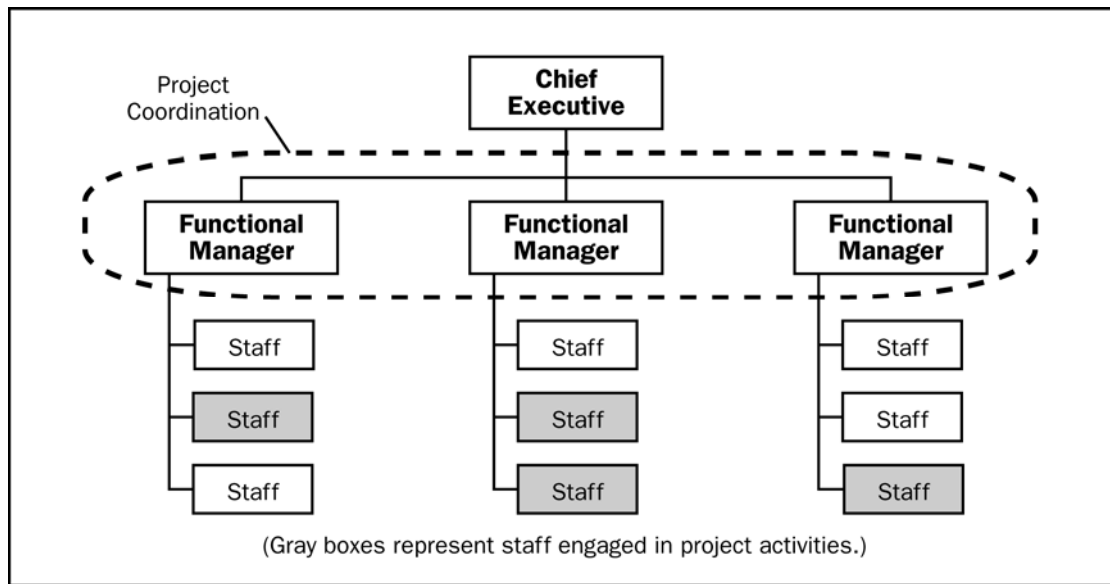 Project
Coordination
Chief
Executive
Functional
Manager
Functional
Manager
Functional
Manager
Staff
Staff
Staff
Staff
Staff
Staff
Staff
Staff
Staff
(Gray boxes represent staff engaged in project activities.)